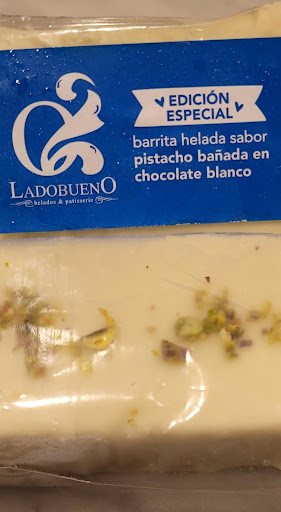 EDICIÓN
ESPECIAL
barrita helada sabor
pistacho bañada en
chocolate blanco
LADOBUENO
helados & patisserie